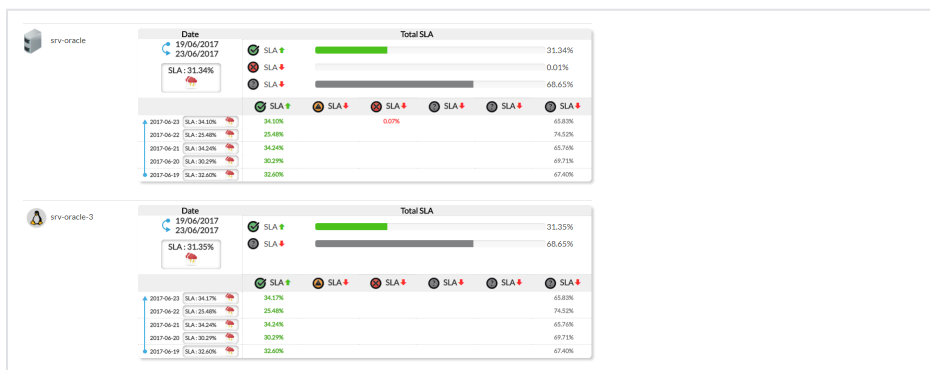 srv-oracle
Date Total SLA
19/06/2017
23/06/2017
SLA : 31.34%
SLA 31.34%
SLA 0.01%
SLA 68.65%
SLA SLA SLA SLA SLA SLA
2017-06-23 SLA : 34.10% 34.10% 0.07% 65.83%
2017-06-22 SLA : 25.48% 25.48% 74.52%
2017-06-21 SLA : 34.24% 34.24% 65.76%
2017-06-20 SLA : 30.29% 30.29% 69.71%
2017-06-19 SLA : 32.60% 32.60% 67.40%
srv-oracle-3
Date Total SLA
19/06/2017
23/06/2017
SLA : 31.35%
SLA 31.35%
SLA 68.65%
SLA SLA SLA SLA SLA SLA
2017-06-23 SLA : 34.17% 34.17% 65.83%
2017-06-22 SLA : 25.48% 25.48% 74.52%
2017-06-21 SLA : 34.24% 34.24% 65.76%
2017-06-20 SLA : 30.29% 30.29% 69.71%
2017-06-19 SLA : 32.60% 32.60% 67.40%